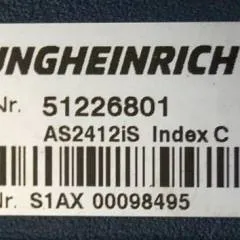 UNGHEINRICH
Nr. 51226801
AS2412iS Index C
Nr. S1AX 00098495